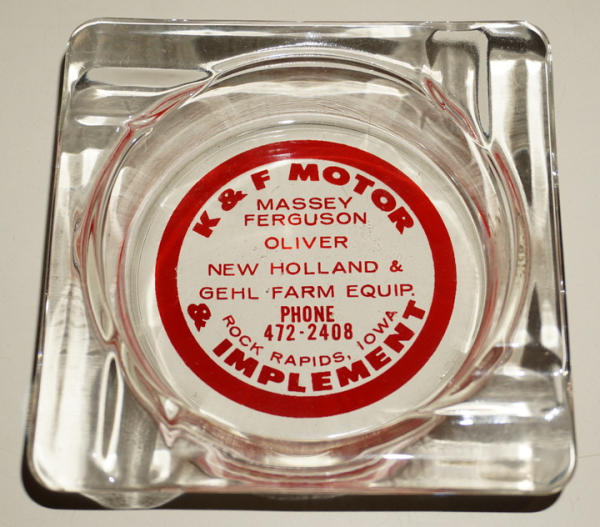 K & F MOTOR
MASSEY
FERGUSON
OLIVER
NEW HOLLAND &
GEHL FARM EQUIP.
PHONE
472-2408
ROCK RAPIDS, IOWA
& IMPLEMENT